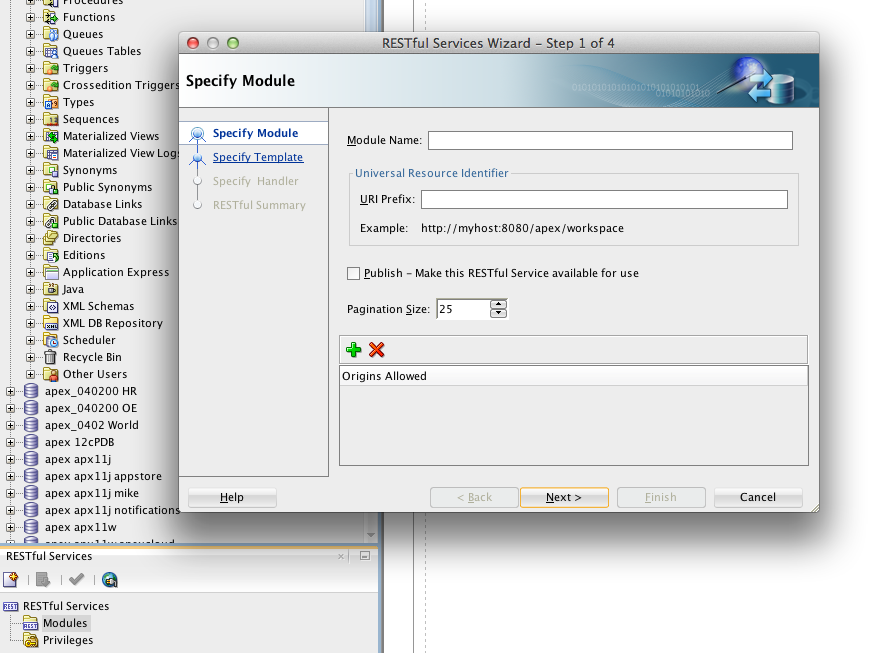 Procedures
Functions
Queues
Queues Tables
Triggers
Crossedition Triggers
Types
Sequences
Materialized Views
Materialized View Logs
Synonyms
Public Synonyms
Database Links
Public Database Links
Directories
Editions
Application Express
Java
XML Schemas
XML DB Repository
Scheduler
Recycle Bin
Other Users
apex_040200 HR
apex_040200 OE
apex_0402 World
apex 12cPDB
apex apx11j
apex apx11j appstore
apex apx11j mike
apex apx11j notifications
apex apx11w
RESTful Services
REST RESTful Services
Modules
Privileges
RESTful Services Wizard - Step 1 of 4
Specify Module
Specify Module
Specify Template
Specify Handler
RESTful Summary
Module Name:
Universal Resource Identifier
URI Prefix:
Example: http://myhost:8080/apex/workspace
Publish - Make this RESTful Service available for use
Pagination Size: 25
Origins Allowed
Help
< Back
Next >
Finish
Cancel